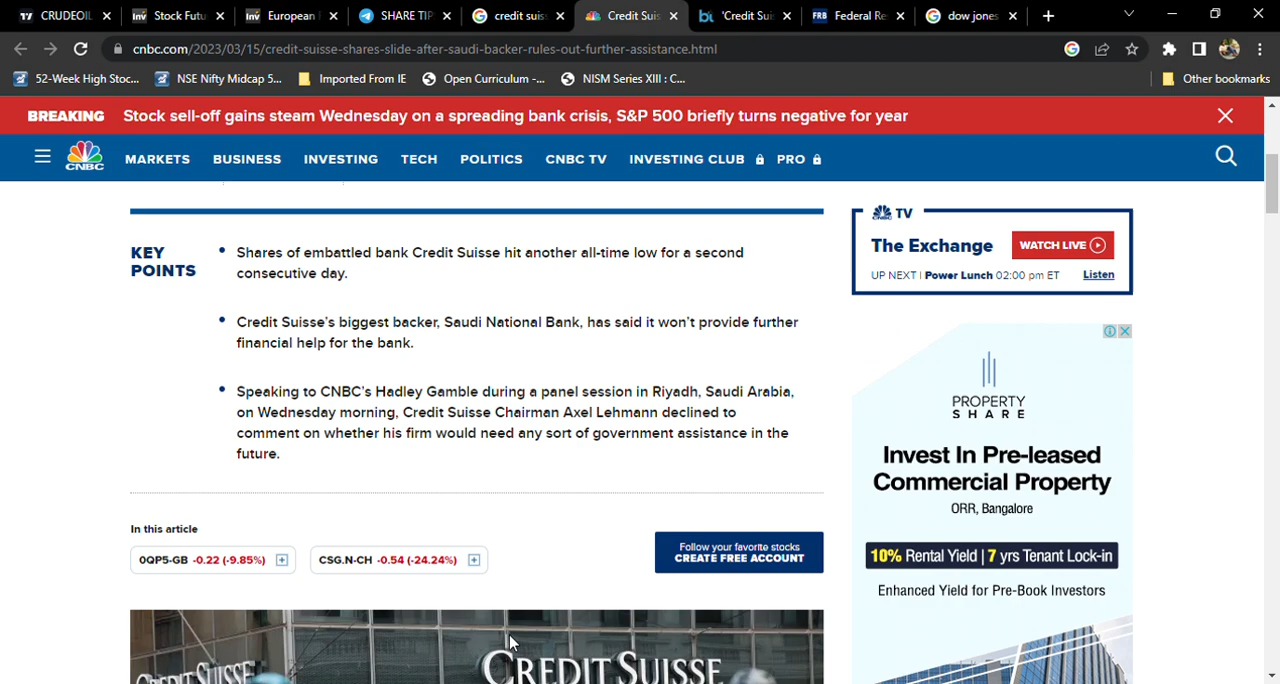 CRUDEOIL
Stock Futu
European
SHARE TIP
credit suis
Credit Suis
'Credit Sui
Federal Re
dow jones
cnbc.com/2023/03/15/credit-suisse-shares-slide-after-saudi-backer-rules-out-further-assistance.html
52-Week High Stoc...
NSE Nifty Midcap 5...
Imported From IE
Open Curriculum -...
NISM Series XIII : C...
Other bookmarks
BREAKING Stock sell-off gains steam Wednesday on a spreading bank crisis, S&P 500 briefly turns negative for year
CNBC
MARKETS BUSINESS INVESTING TECH POLITICS CNBC TV INVESTING CLUB PRO
KEY
POINTS
Shares of embattled bank Credit Suisse hit another all-time low for a second
consecutive day.
Credit Suisse's biggest backer, Saudi National Bank, has said it won't provide further
financial help for the bank.
Speaking to CNBC's Hadley Gamble during a panel session in Riyadh, Saudi Arabia,
on Wednesday morning, Credit Suisse Chairman Axel Lehmann declined to
comment on whether his firm would need any sort of government assistance in the
future.
In this article
0QP5-GB -0.22 (-9.85%)
CSG.N-CH -0.54 (-24.24%)
Follow your favorite stocks
CREATE FREE ACCOUNT
CREDIT SUISSE
CREDIT SUISSE
TV
The Exchange
WATCH LIVE
UP NEXT | Power Lunch 02:00 pm ET
Listen
PROPERTY
SHARE
Invest In Pre-leased
Commercial Property
ORR, Bangalore
10% Rental Yield | 7 yrs Tenant Lock-in
Enhanced Yield for Pre-Book Investors